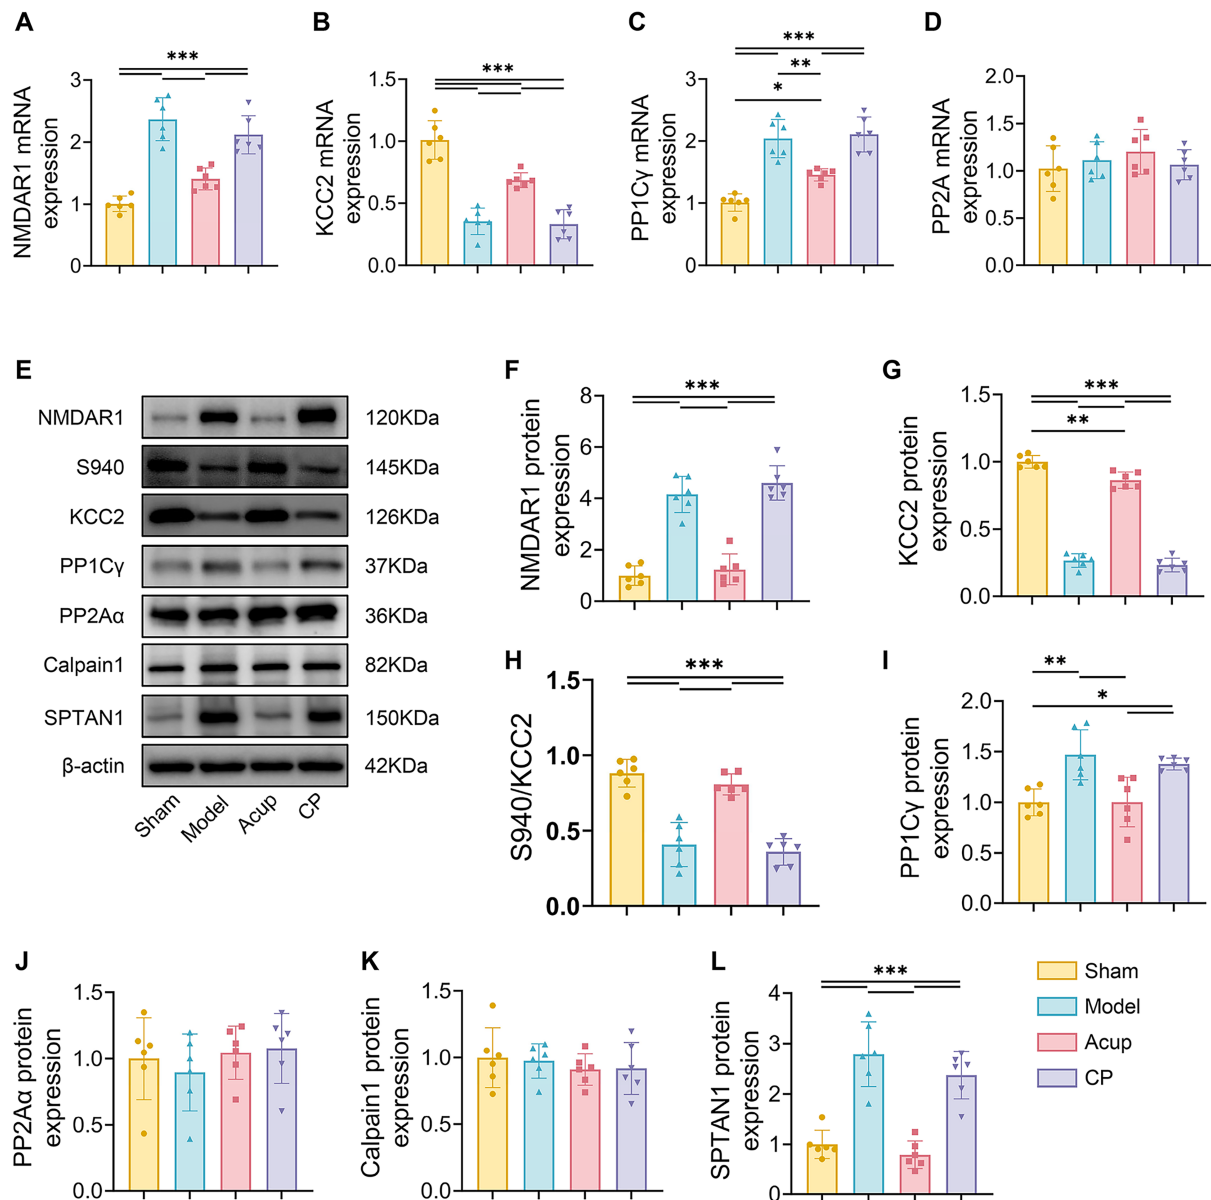 A
NMDAR1 mRNA
expression
3
2
1
0
***
B
KCC2 mRNA
expression
1.5
1.0
0.5
0.0
***
C
PP1Cγ mRNA
expression
3
2
1
0
***
**
*
D
PP2A mRNA
expression
2.0
1.5
1.0
0.5
0.0
E
NMDAR1 120KDa
S940 145KDa
KCC2 126KDa
PP1Cγ 37KDa
PP2Aα 36KDa
Calpain1 82KDa
SPTAN1 150KDa
β-actin 42KDa
Sham Model Acup CP
F
NMDAR1 protein
expression
8
6
4
2
0
***
G
KCC2 protein
expression
1.5
1.0
0.5
0.0
***
**
H
S940/KCC2
1.5
1.0
0.5
0.0
***
I
PP1Cγ protein
expression
2.0
1.5
1.0
0.5
0.0
**
*
J
PP2Aα protein
expression
1.5
1.0
0.5
0.0
K
Calpain1 protein
expression
1.5
1.0
0.5
0.0
L
SPTAN1 protein
expression
4
3
2
1
0
***
Sham
Model
Acup
CP